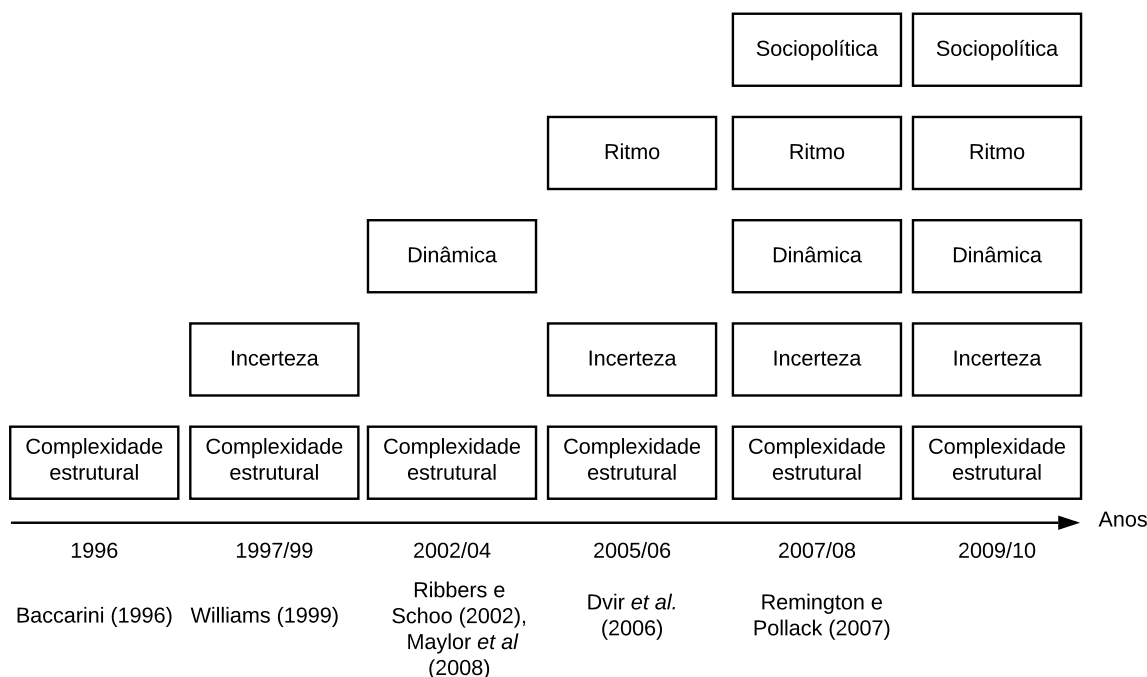 Sociopolítica
Sociopolítica
Ritmo
Ritmo
Ritmo
Dinâmica
Dinâmica
Dinâmica
Incerteza
Incerteza
Incerteza
Incerteza
Complexidade
estrutural
Complexidade
estrutural
Complexidade
estrutural
Complexidade
estrutural
Complexidade
estrutural
Complexidade
estrutural
Anos
1996
1997/99
2002/04
2005/06
2007/08
2009/10
Baccarini (1996)
Williams (1999)
Ribbers e
Schoo (2002),
Maylor et al
(2008)
Dvir et al.
(2006)
Remington e
Pollack (2007)